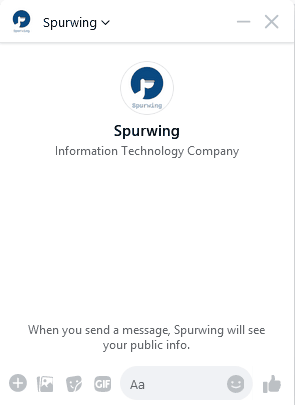 Spurwing
Spurwing
Spurwing
Spurwing
Information Technology Company
When you send a message, Spurwing will see
your public info.
GIF
Aa